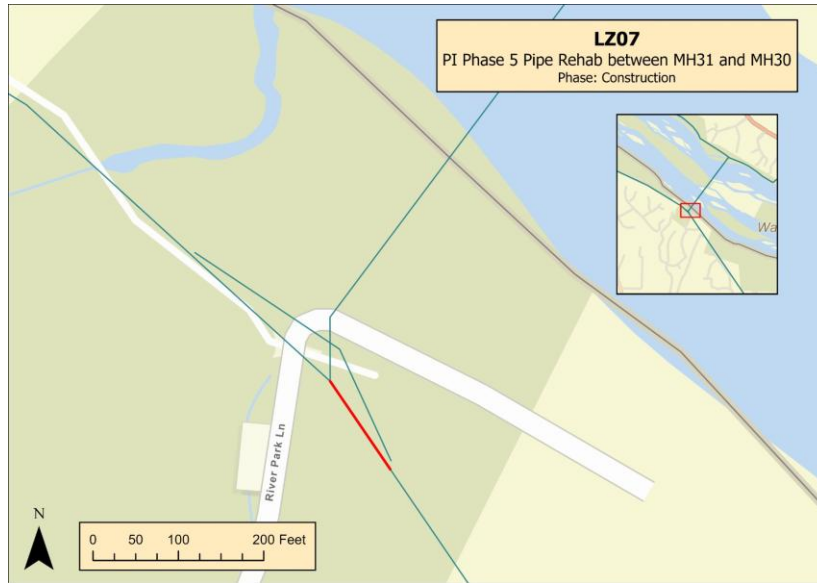 LZ07
PI Phase 5 Pipe Rehab between MH31 and MH30
Phase: Construction
Wa
River Park Ln
N
0 50 100 200 Feet